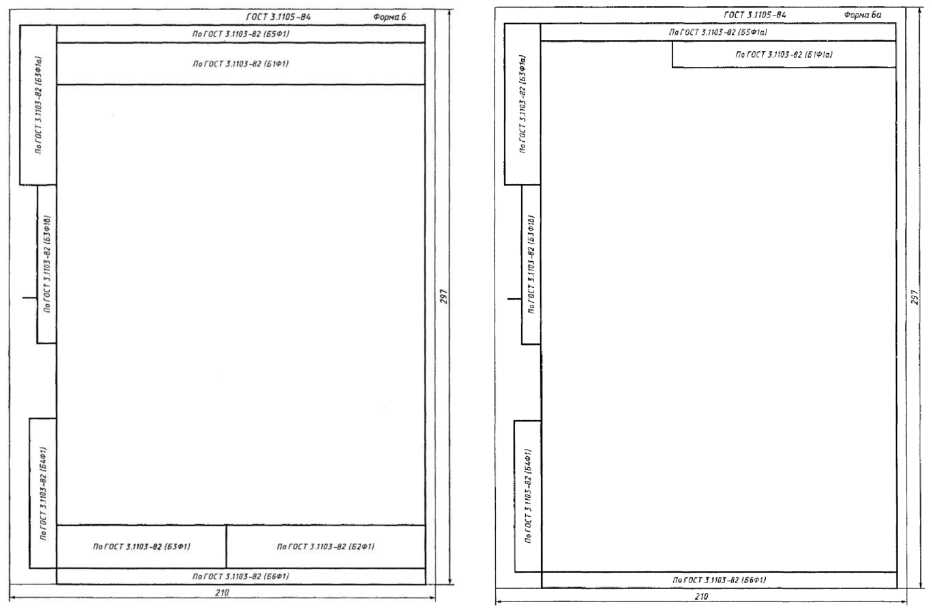 ГОСТ 3.1105-84 Форма 6
По ГОСТ 3.1103-82 (Б5Ф1)
По ГОСТ 3.1103-82 (Б1Ф1)
По ГОСТ 3.1103-82 (Б3Ф1а)
По ГОСТ 3.1103-82 (Б3Ф1б)
По ГОСТ 3.1103-82 (Б4Ф1)
По ГОСТ 3.1103-82 (Б3Ф1)
По ГОСТ 3.1103-82 (Б2Ф1)
По ГОСТ 3.1103-82 (Б6Ф1)
297
210
ГОСТ 3.1105-84 Форма 6а
По ГОСТ 3.1103-82 (Б5Ф1а)
По ГОСТ 3.1103-82 (Б1Ф1а)
По ГОСТ 3.1103-82 (Б3Ф1а)
По ГОСТ 3.1103-82 (Б3Ф1б)
По ГОСТ 3.1103-82 (Б4Ф1)
По ГОСТ 3.1103-82 (Б6Ф1)
297
210